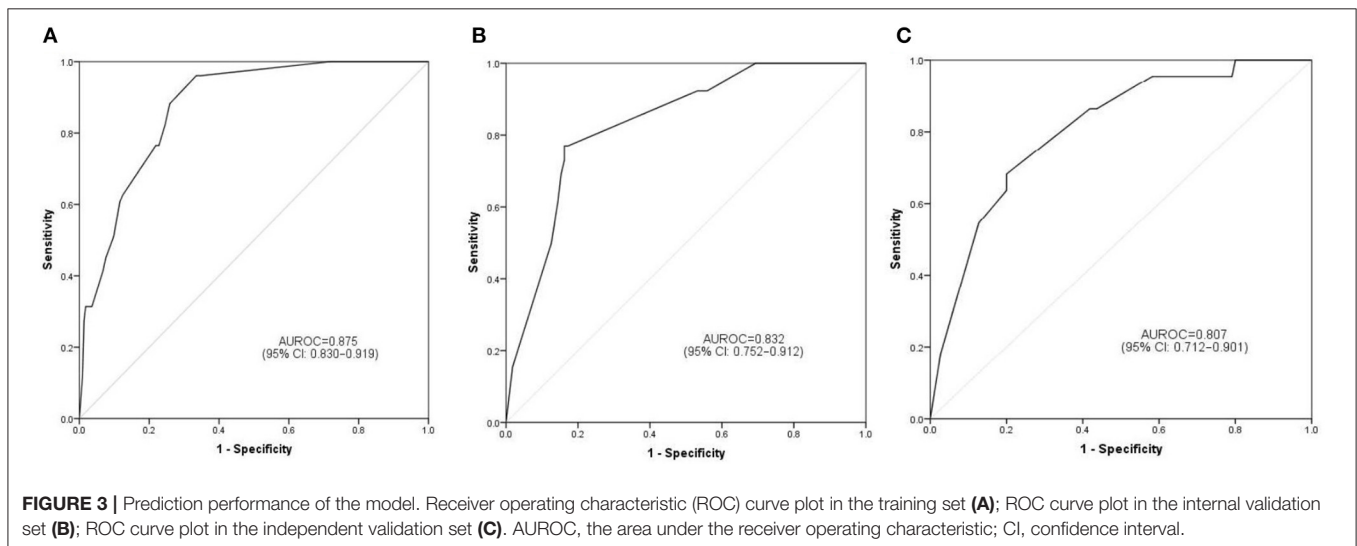 A
B
C
1.0
0.8
0.6
0.4
0.2
0.0
Sensitivity
0.0
0.2
0.4
0.6
0.8
1.0
1 - Specificity
AUROC=0.875
(95% CI: 0.830–0.919)
1.0
0.8
0.6
0.4
0.2
0.0
Sensitivity
0.0
0.2
0.4
0.6
0.8
1.0
1 - Specificity
AUROC=0.832
(95% CI: 0.752–0.912)
1.0
0.8
0.6
0.4
0.2
0.0
Sensitivity
0.0
0.2
0.4
0.6
0.8
1.0
1 - Specificity
AUROC=0.807
(95% CI: 0.712–0.901)
FIGURE 3 | Prediction performance of the model. Receiver operating characteristic (ROC) curve plot in the training set (A); ROC curve plot in the internal validation
set (B); ROC curve plot in the independent validation set (C). AUROC, the area under the receiver operating characteristic; CI, confidence interval.